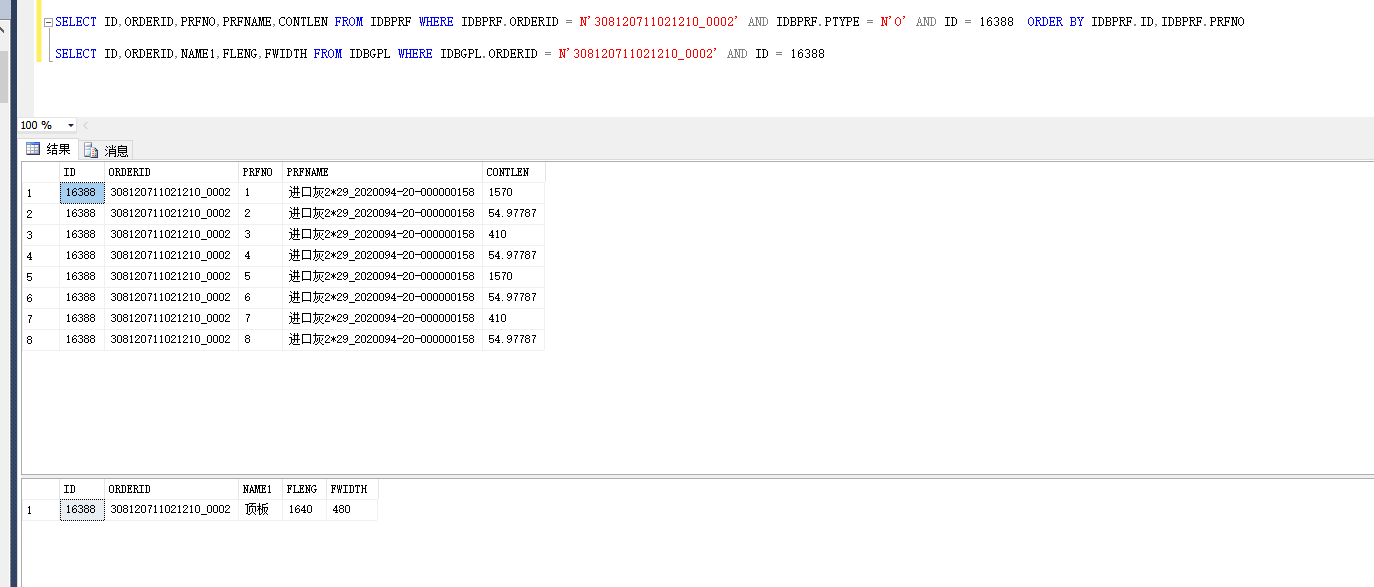 SELECT ID,ORDERID,PRFNO,PRFNAME,CONTLEN FROM IDBPRF WHERE IDBPRF.ORDERID = N'308120711021210_0002' AND IDBPRF.PTYPE = N'O' AND ID = 16388  ORDER BY IDBPRF.ID,IDBPRF.PRFNO
SELECT ID,ORDERID,NAME1,FLENG,FWIDTH FROM IDBGPL WHERE IDBGPL.ORDERID = N'308120711021210_0002' AND ID = 16388
100 %
结果 消息
ID ORDERID PRFNO PRFNAME CONTLEN
1 16388 308120711021210_0002 1 进口灰2*29_2020094-20-000000158 1570
2 16388 308120711021210_0002 2 进口灰2*29_2020094-20-000000158 54.97787
3 16388 308120711021210_0002 3 进口灰2*29_2020094-20-000000158 410
4 16388 308120711021210_0002 4 进口灰2*29_2020094-20-000000158 54.97787
5 16388 308120711021210_0002 5 进口灰2*29_2020094-20-000000158 1570
6 16388 308120711021210_0002 6 进口灰2*29_2020094-20-000000158 54.97787
7 16388 308120711021210_0002 7 进口灰2*29_2020094-20-000000158 410
8 16388 308120711021210_0002 8 进口灰2*29_2020094-20-000000158 54.97787
ID ORDERID NAME1 FLENG FWIDTH
1 16388 308120711021210_0002 顶板 1640 480